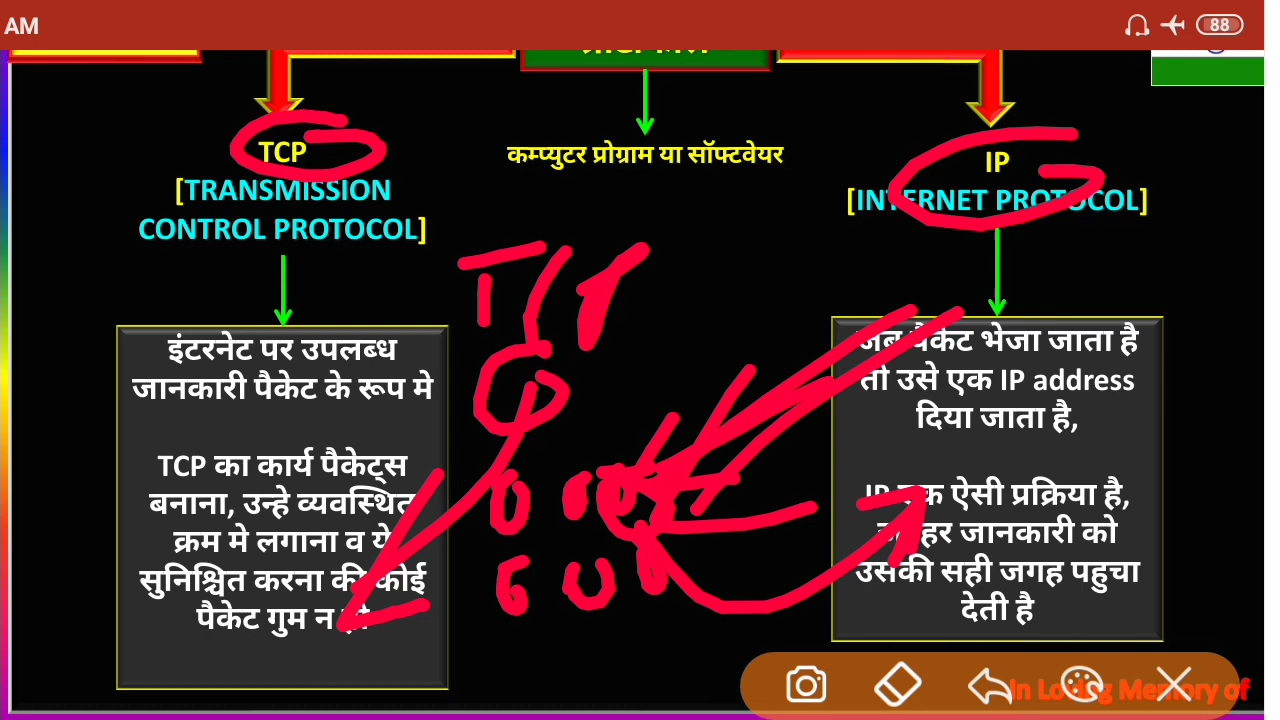 AM
88
TCP
[TRANSMISSION
CONTROL PROTOCOL]
कम्प्युटर प्रोग्राम या सॉफ्टवेयर
IP
[INTERNET PROTOCOL]
इंटरनेट पर उपलब्ध
जानकारी पैकेट के रूप मे
TCP का कार्य पैकेट्स
बनाना, उन्हे व्यवस्थित
क्रम मे लगाना व ये
सुनिश्चित करना की कोई
पैकेट गुम न हो
जब पैकेट भेजा जाता है
तो उसे एक IP address
दिया जाता है,
IP एक ऐसी प्रक्रिया है,
हर जानकारी को
उसकी सही जगह पहुचा
देती है
In Loving Memory of